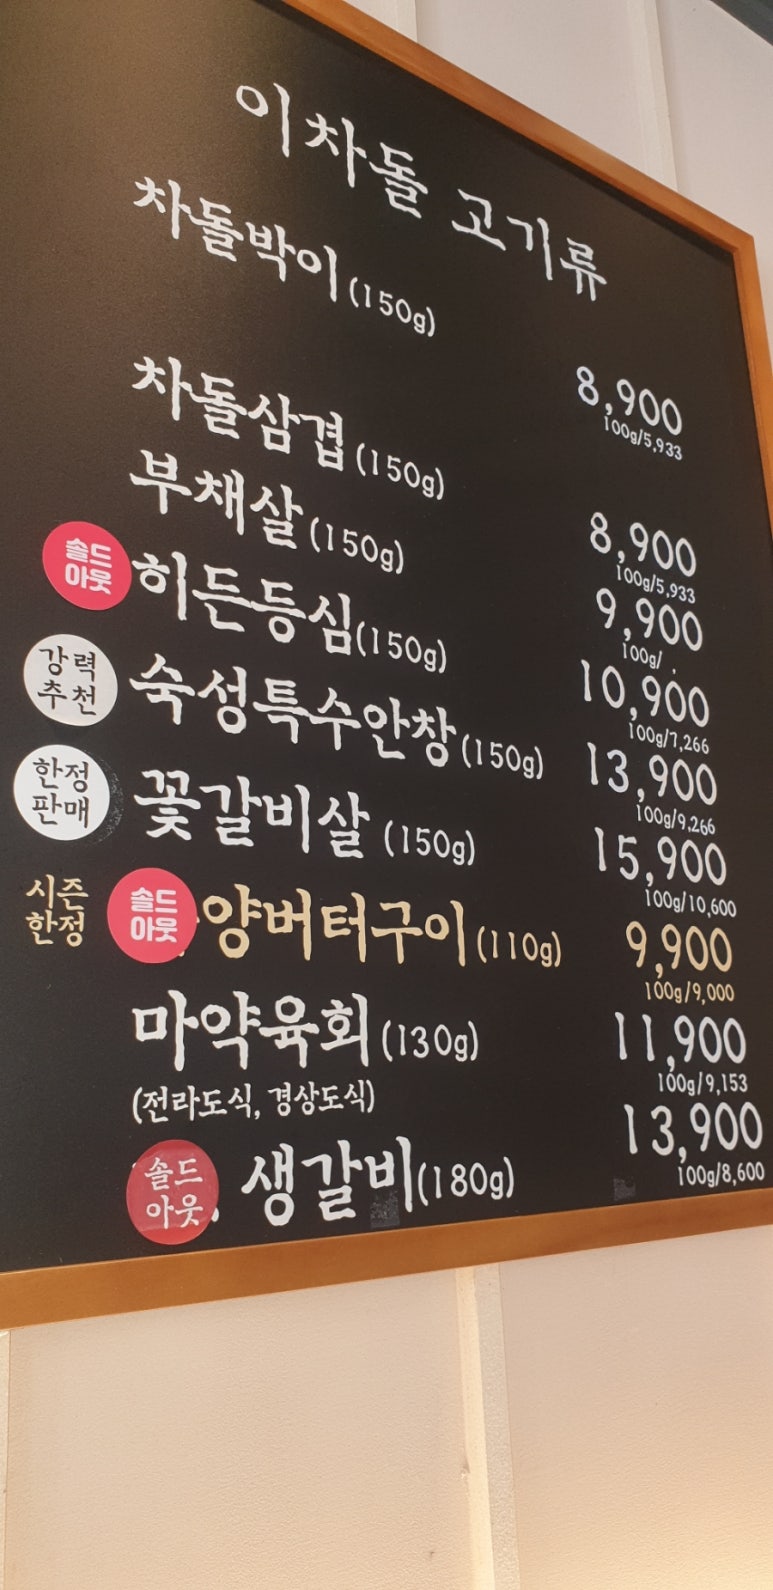 이차돌 고기류
차돌박이 (150g) 8,900
100g/5,933
차돌삼겹 (150g) 8,900
100g/5,933
부채살 (150g) 9,900
100g/
솔드
아웃
히든등심 (150g) 10,900
100g/7,266
강력
추천
숙성특수안창 (150g) 13,900
100g/9,266
한정
판매
꽃갈비살 (150g) 15,900
100g/10,600
시즌
한정
솔드
아웃
양버터구이 (110g) 9,900
100g/9,000
마약육회 (130g) 11,900
100g/9,153
(전라도식, 경상도식)
솔드
아웃
생갈비 (180g) 13,900
100g/8,600